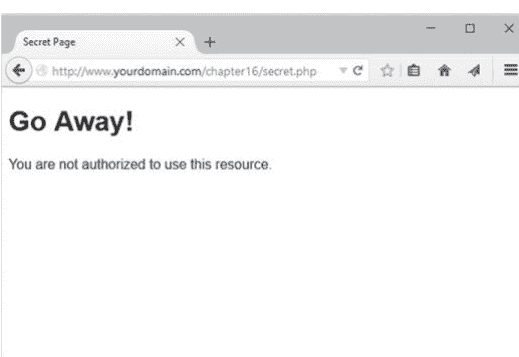 Secret Page
http://www.yourdomain.com/chapter16/secret.php
Go Away!
You are not authorized to use this resource.